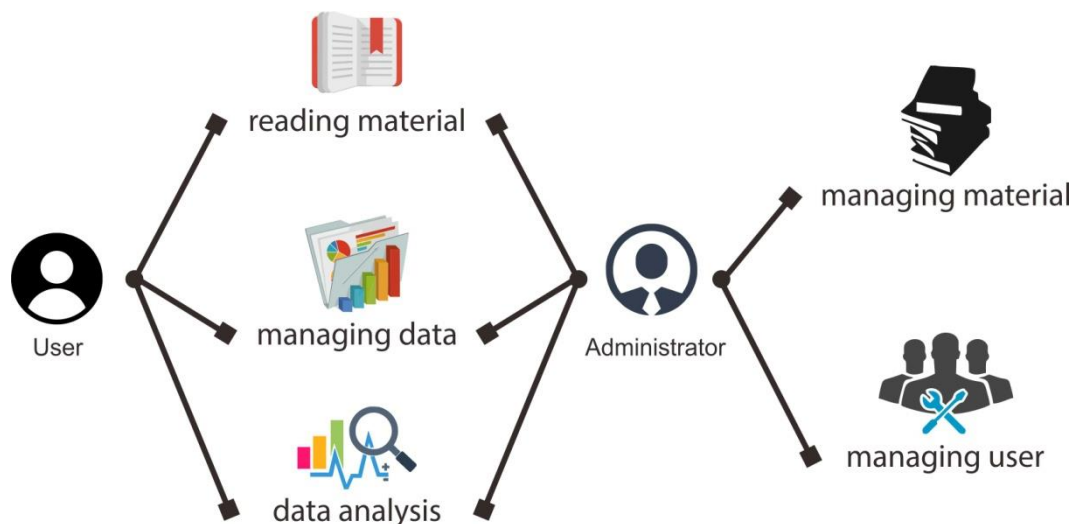 reading material
managing material
User
managing data
Administrator
managing user
data analysis